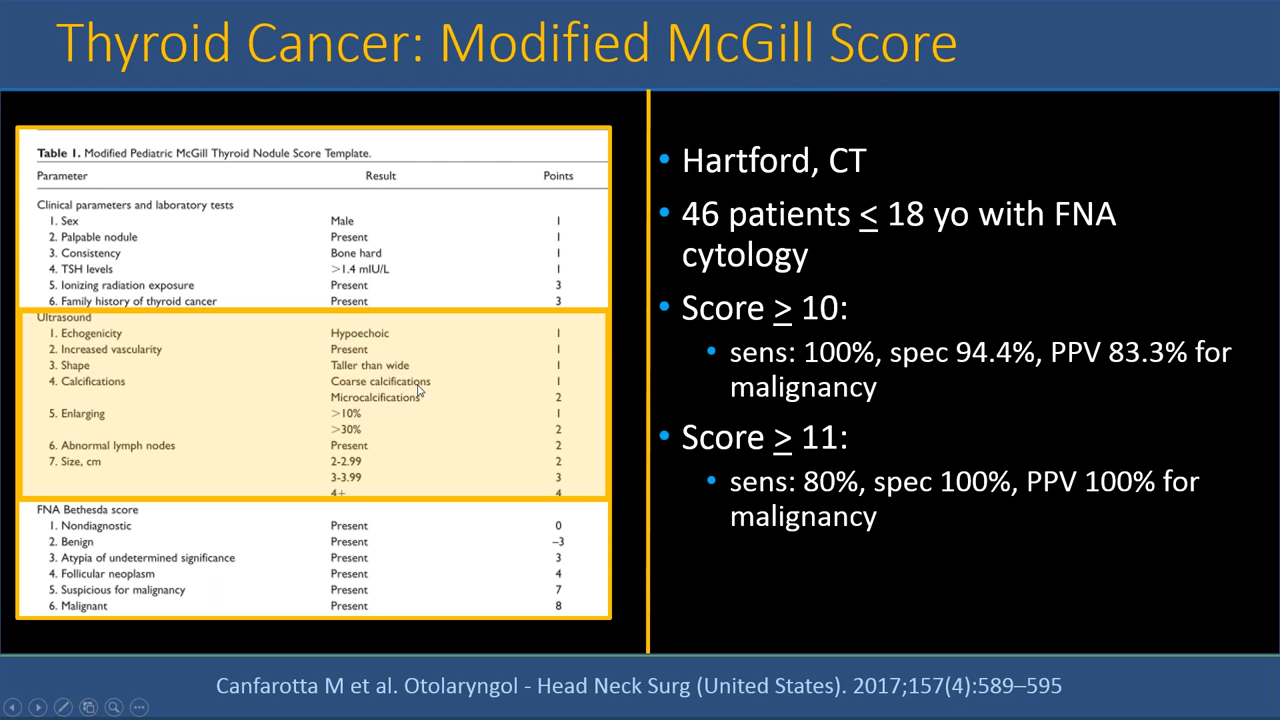 Thyroid Cancer: Modified McGill Score
Table 1. Modified Pediatric McGill Thyroid Nodule Score Template.
Parameter Result Points
Clinical parameters and laboratory tests
1. Sex Male 1
2. Palpable nodule Present 1
3. Consistency Bone hard 1
4. TSH levels >1.4 mIU/L 1
5. Ionizing radiation exposure Present 3
6. Family history of thyroid cancer Present 3
Ultrasound
1. Echogenicity Hypoechoic 1
2. Increased vascularity Present 1
3. Shape Taller than wide 1
4. Calcifications Coarse calcifications 1
Microcalcifications 2
5. Enlarging >10% 1
>30% 2
6. Abnormal lymph nodes Present 2
7. Size, cm 2-2.99 2
3-3.99 3
4+ 4
FNA Bethesda score
1. Nondiagnostic Present 0
2. Benign Present –3
3. Atypia of undetermined significance Present 3
4. Follicular neoplasm Present 4
5. Suspicious for malignancy Present 7
6. Malignant Present 8
• Hartford, CT
• 46 patients < 18 yo with FNA
cytology
• Score > 10:
• sens: 100%, spec 94.4%, PPV 83.3% for
malignancy
• Score > 11:
• sens: 80%, spec 100%, PPV 100% for
malignancy
Canfarotta M et al. Otolaryngol - Head Neck Surg (United States). 2017;157(4):589–595